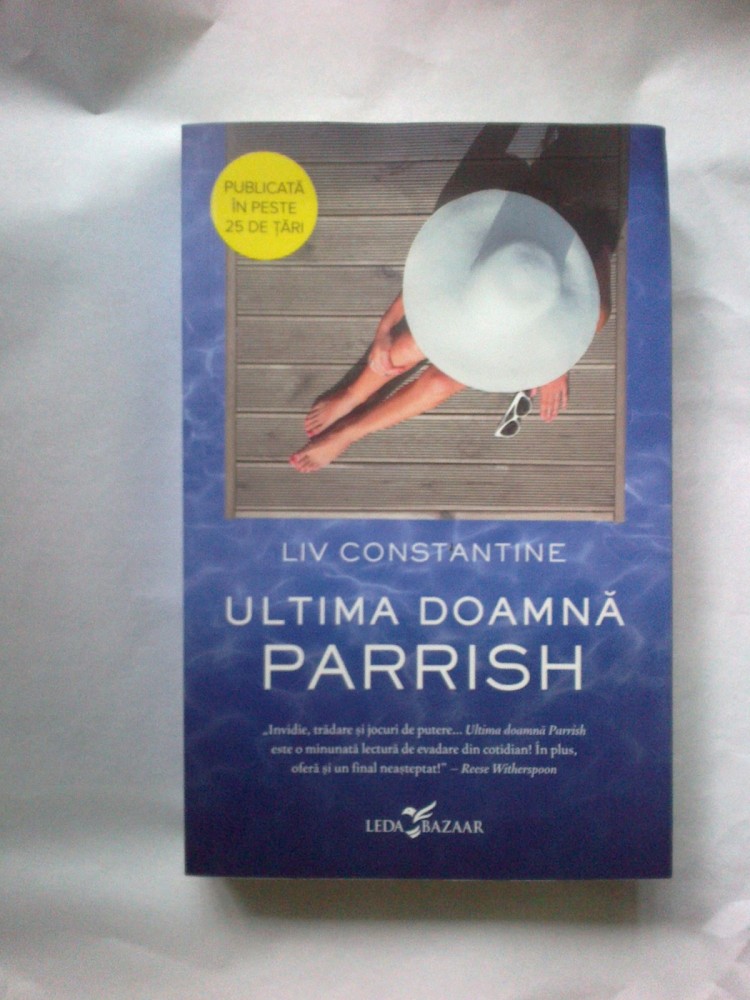 PUBLICATĂ
ÎN PESTE
25 DE ȚĂRI
LIV CONSTANTINE
ULTIMA DOAMNĂ
PARRISH
„Invidie, trădare și jocuri de putere... Ultima doamnă Parrish
este o minunată lectură de evadare din cotidian! În plus,
oferă și un final neașteptat!” – Reese Witherspoon
LEDA BAZAAR